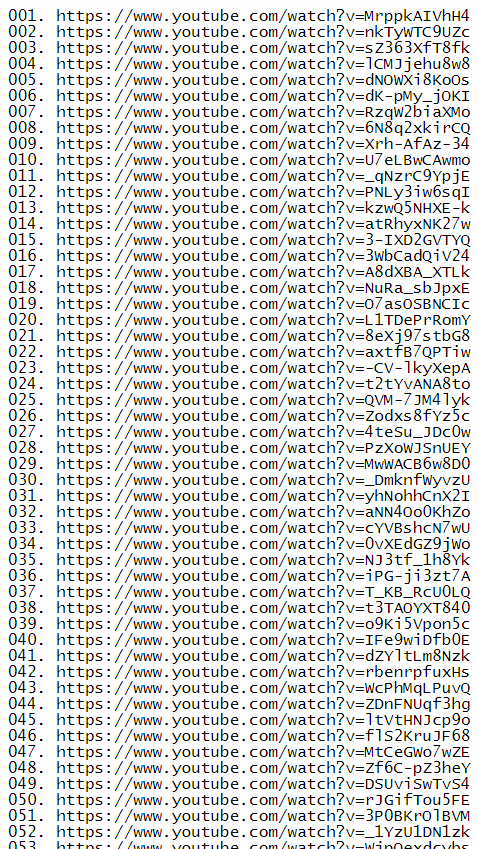 001. https://www.youtube.com/watch?v=MrppkAIVhH4
002. https://www.youtube.com/watch?v=nkTyWTC9UZc
003. https://www.youtube.com/watch?v=sZ363XfT8fk
004. https://www.youtube.com/watch?v=lCMJjehu8w8
005. https://www.youtube.com/watch?v=dNOWXi8KoOs
006. https://www.youtube.com/watch?v=dK-pMy_jOKI
007. https://www.youtube.com/watch?v=RzqW2biaXMo
008. https://www.youtube.com/watch?v=6N8q2xkirCQ
009. https://www.youtube.com/watch?v=Xrh-AfAz-34
010. https://www.youtube.com/watch?v=U7eLBwCAwmo
011. https://www.youtube.com/watch?v=_qNzrC9YpjE
012. https://www.youtube.com/watch?v=PNLy3iw6sqI
013. https://www.youtube.com/watch?v=kzwQ5NHXE-k
014. https://www.youtube.com/watch?v=atRhyxNK27w
015. https://www.youtube.com/watch?v=3-IXD2GVTYQ
016. https://www.youtube.com/watch?v=3WbCadQiV24
017. https://www.youtube.com/watch?v=A8dXBA_XTLk
018. https://www.youtube.com/watch?v=NuRa_sbJpxE
019. https://www.youtube.com/watch?v=O7asOSBNCIc
020. https://www.youtube.com/watch?v=L1TDePrRomY
021. https://www.youtube.com/watch?v=8eXj97stbG8
022. https://www.youtube.com/watch?v=axtfB7QPTiw
023. https://www.youtube.com/watch?v=-CV-lkyXepA
024. https://www.youtube.com/watch?v=t2tYvANA8to
025. https://www.youtube.com/watch?v=QVM-7JM4lyk
026. https://www.youtube.com/watch?v=Zodxs8fYz5c
027. https://www.youtube.com/watch?v=4teSu_JDc0w
028. https://www.youtube.com/watch?v=PzXoWJSnUEY
029. https://www.youtube.com/watch?v=MwWACB6w8D0
030. https://www.youtube.com/watch?v=_DmknfWyvzU
031. https://www.youtube.com/watch?v=yhNohhCnX2I
032. https://www.youtube.com/watch?v=aNN4Oo0KhZo
033. https://www.youtube.com/watch?v=cYVBshcN7wU
034. https://www.youtube.com/watch?v=0vXEdGZ9jWo
035. https://www.youtube.com/watch?v=NJ3tf_1h8Yk
036. https://www.youtube.com/watch?v=iPG-ji3zt7A
037. https://www.youtube.com/watch?v=T_KB_RcU0LQ
038. https://www.youtube.com/watch?v=t3TAOYXT840
039. https://www.youtube.com/watch?v=o9Ki5Vpon5c
040. https://www.youtube.com/watch?v=IFe9wiDfb0E
041. https://www.youtube.com/watch?v=dZYltLm8Nzk
042. https://www.youtube.com/watch?v=rbenrpfuxHs
043. https://www.youtube.com/watch?v=WcPhMqLPuvQ
044. https://www.youtube.com/watch?v=ZDnFNUqf3hg
045. https://www.youtube.com/watch?v=ltVtHNJcp9o
046. https://www.youtube.com/watch?v=flS2KruJF68
047. https://www.youtube.com/watch?v=MtCeGWo7wZE
048. https://www.youtube.com/watch?v=Zf6C-pZ3heY
049. https://www.youtube.com/watch?v=DSUviSwTvS4
050. https://www.youtube.com/watch?v=rJGifTou5FE
051. https://www.youtube.com/watch?v=3P0BKrOlBVM
052. https://www.youtube.com/watch?v=_1YzU1DN1zk